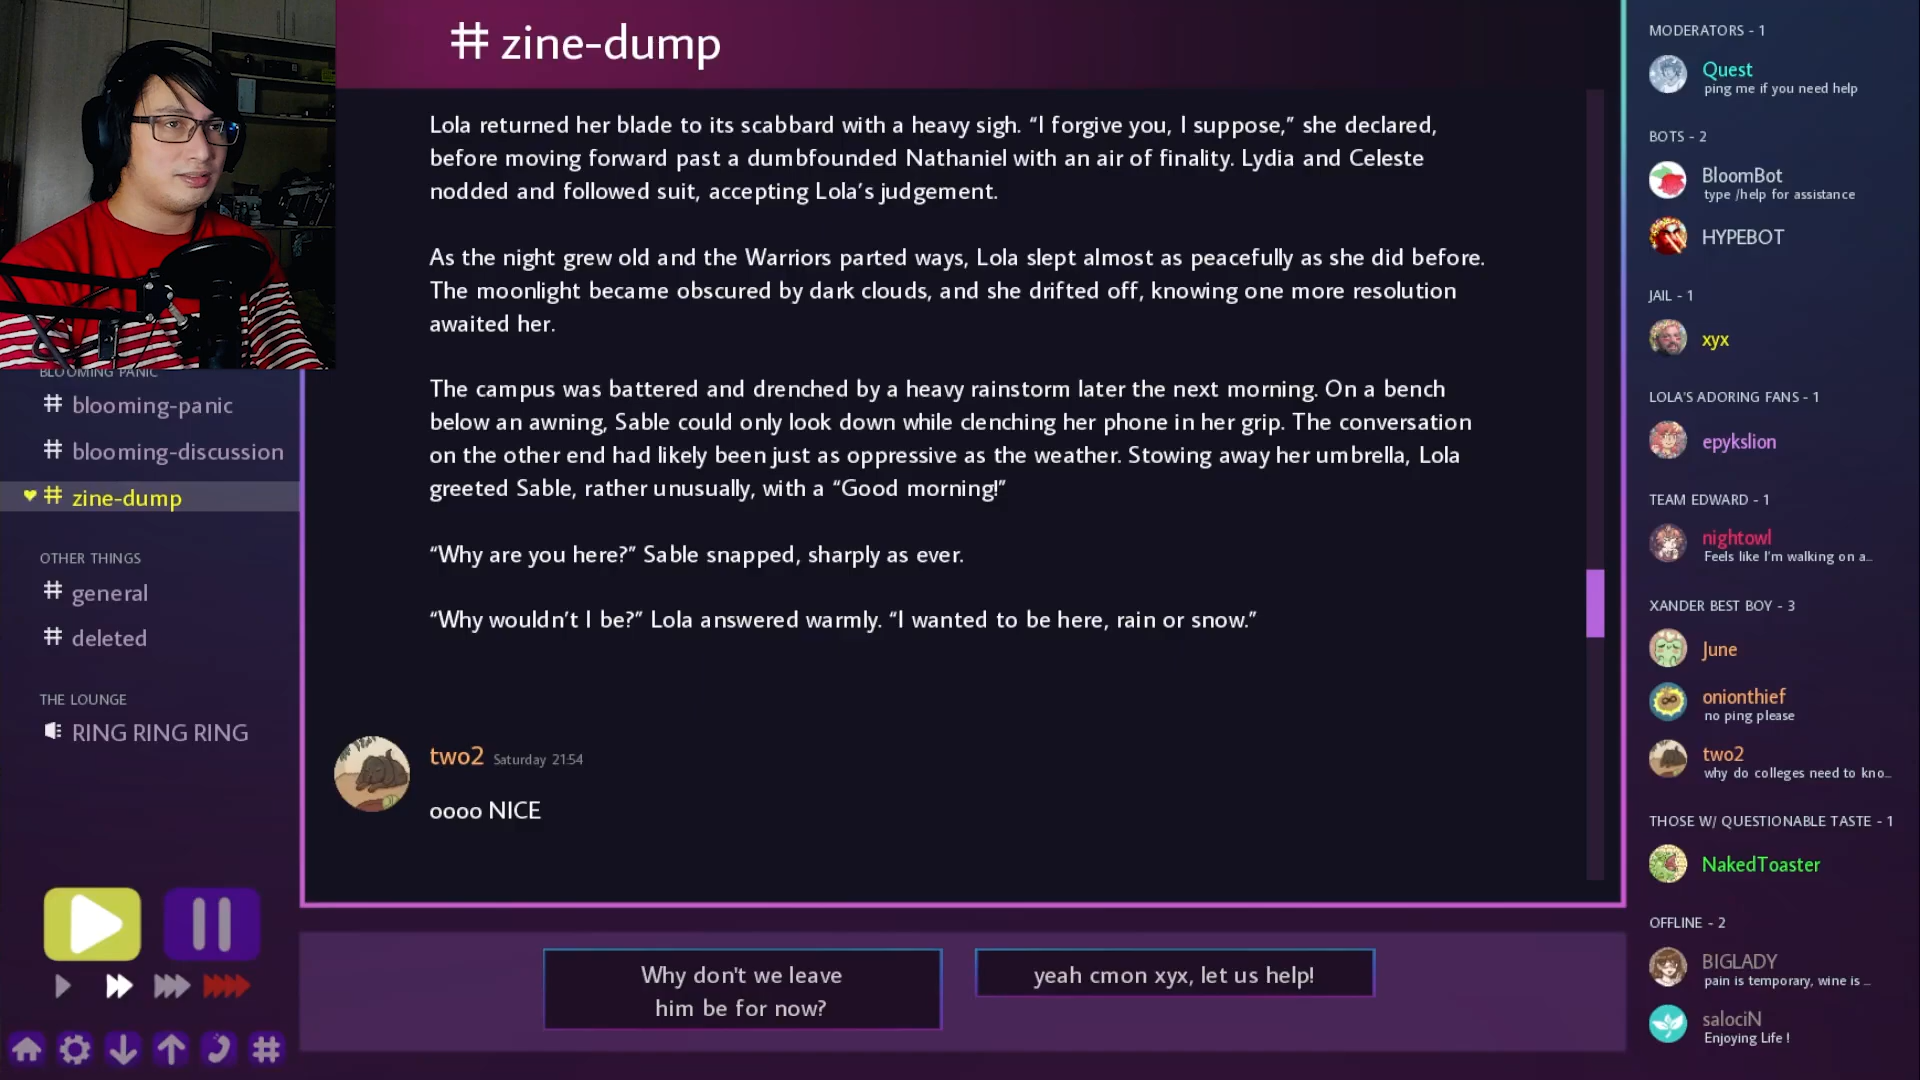 # zine-dump
Lola returned her blade to its scabbard with a heavy sigh. “I forgive you, I suppose,” she declared,
before moving forward past a dumbfounded Nathaniel with an air of finality. Lydia and Celeste
nodded and followed suit, accepting Lola’s judgement.
As the night grew old and the Warriors parted ways, Lola slept almost as peacefully as she did before.
The moonlight became obscured by dark clouds, and she drifted off, knowing one more resolution
awaited her.
The campus was battered and drenched by a heavy rainstorm later the next morning. On a bench
below an awning, Sable could only look down while clenching her phone in her grip. The conversation
on the other end had likely been just as oppressive as the weather. Stowing away her umbrella, Lola
greeted Sable, rather unusually, with a “Good morning!”
“Why are you here?” Sable snapped, sharply as ever.
“Why wouldn’t I be?” Lola answered warmly. “I wanted to be here, rain or snow.”
two2 Saturday 21:54
oooo NICE
Why don't we leave
him be for now?
yeah cmon xyx, let us help!
BLOOMING PANIC
# blooming-panic
# blooming-discussion
# zine-dump
OTHER THINGS
# general
# deleted
THE LOUNGE
RING RING RING
MODERATORS - 1
Quest
ping me if you need help
BOTS - 2
BloomBot
type /help for assistance
HYPEBOT
JAIL - 1
xyx
LOLA'S ADORING FANS - 1
epykslion
TEAM EDWARD - 1
nightowl
Feels like I'm walking on a...
XANDER BEST BOY - 3
June
onionthief
no ping please
two2
why do colleges need to kno...
THOSE W/ QUESTIONABLE TASTE - 1
NakedToaster
OFFLINE - 2
BIGLADY
pain is temporary, wine is ...
salociN
Enjoying Life !